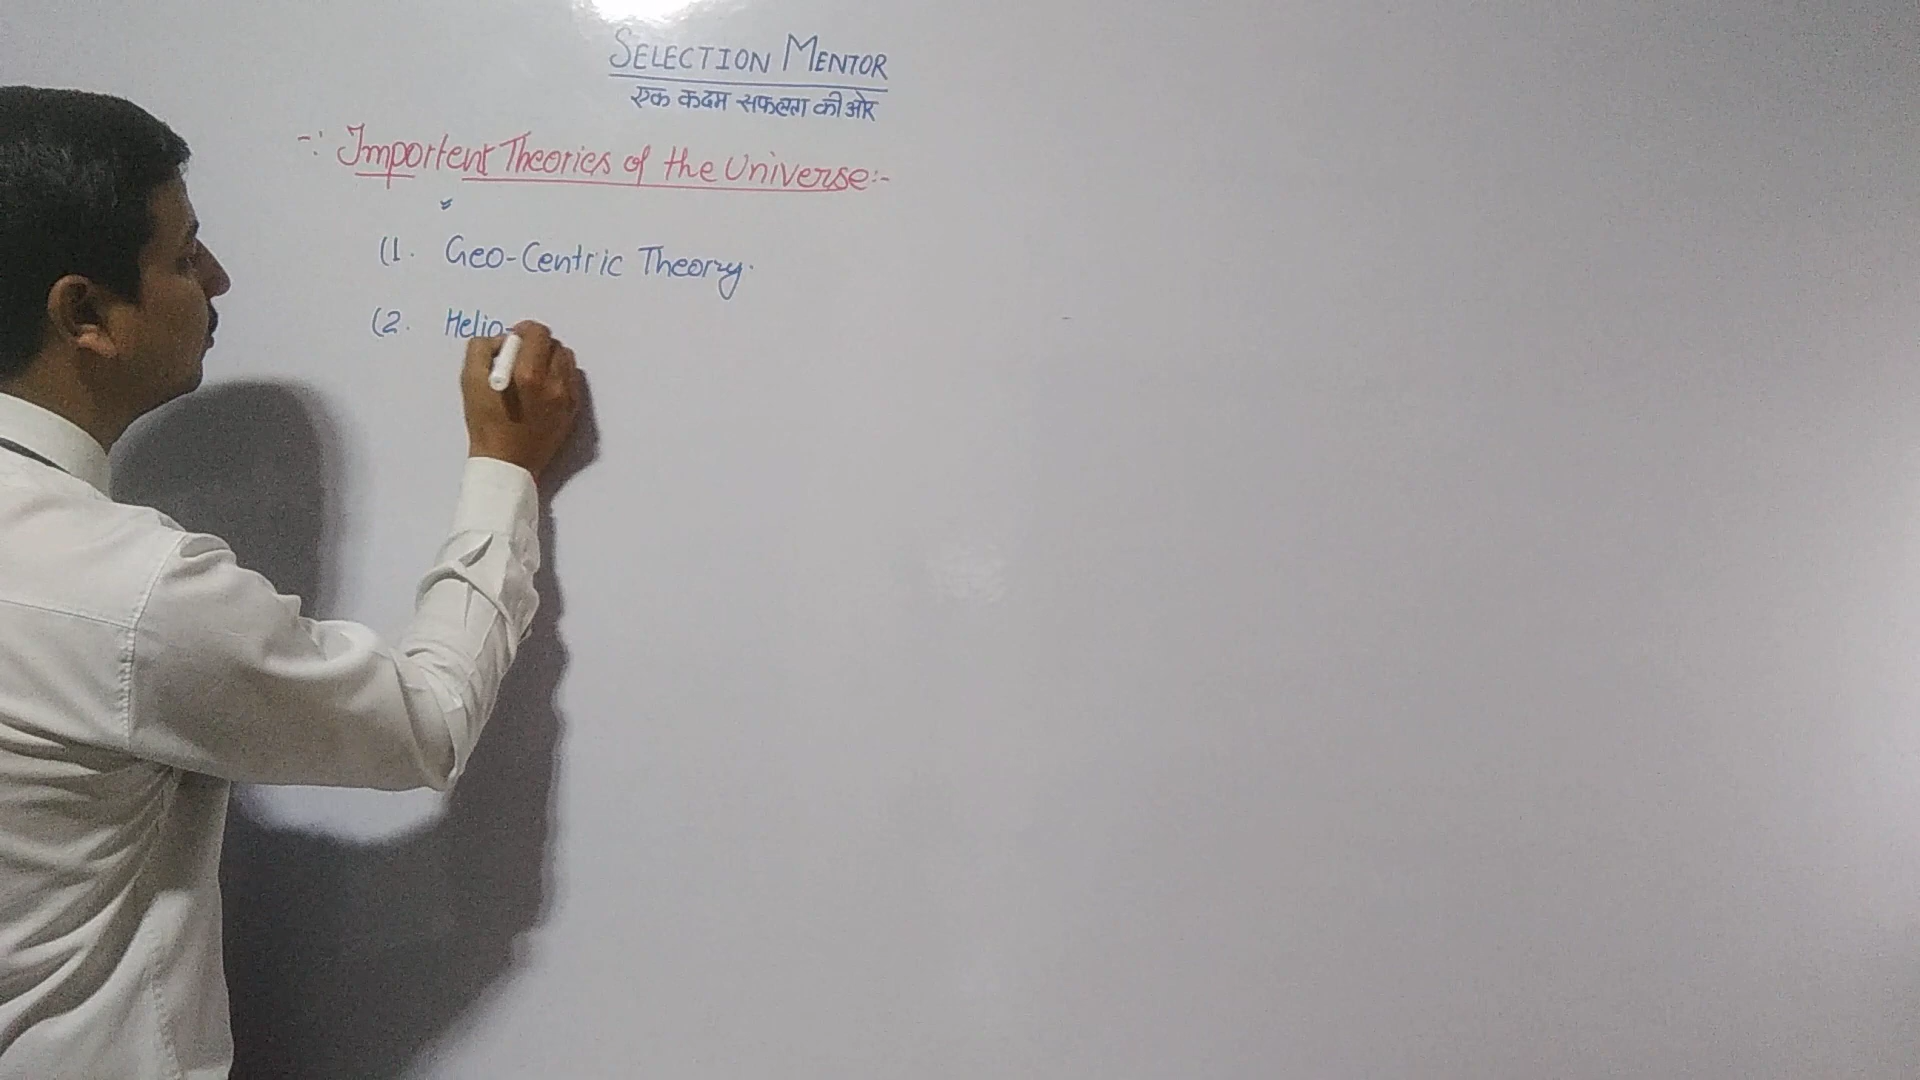 SELECTION MENTOR
एक कदम सफलता की ओर
-: Importent Theories of the Universe:-
(1. Geo-Centric Theory.
(2. Helio-